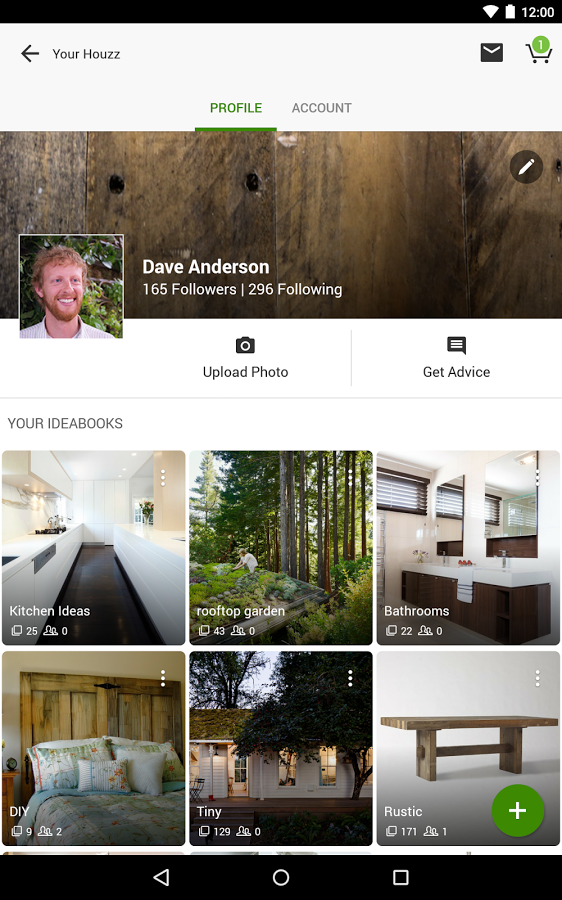 12:00
Your Houzz
1
PROFILE ACCOUNT
Dave Anderson
165 Followers | 296 Following
Upload Photo Get Advice
YOUR IDEABOOKS
Kitchen Ideas
25 0
rooftop garden
43 0
Bathrooms
22 0
DIY
9 2
Tiny
129 0
Rustic
171 1